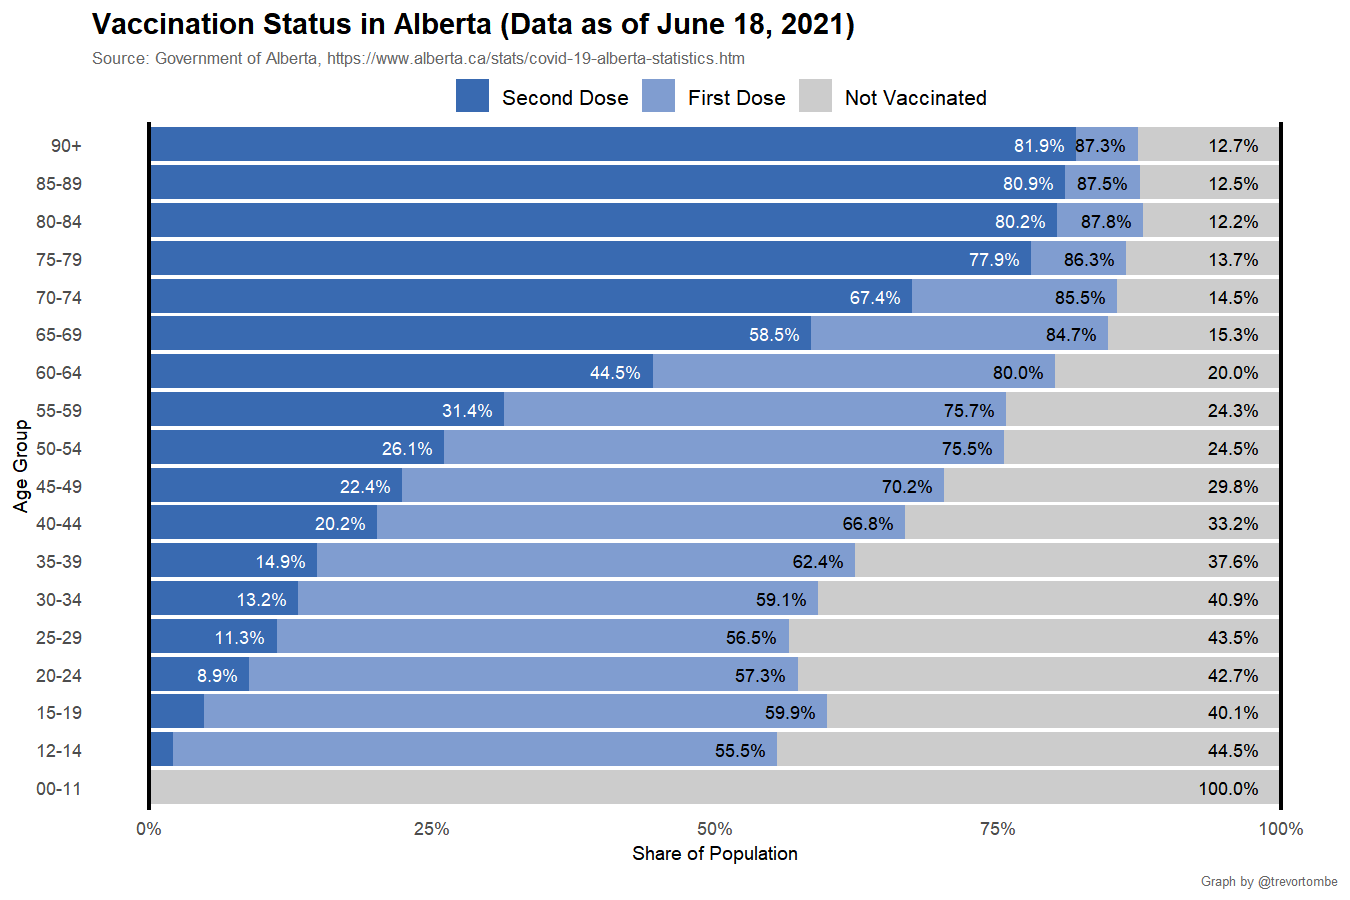 Vaccination Status in Alberta (Data as of June 18, 2021)
Source: Government of Alberta, https://www.alberta.ca/stats/covid-19-alberta-statistics.htm
Second Dose First Dose Not Vaccinated
90+ 81.9% 87.3% 12.7%
85-89 80.9% 87.5% 12.5%
80-84 80.2% 87.8% 12.2%
75-79 77.9% 86.3% 13.7%
70-74 67.4% 85.5% 14.5%
65-69 58.5% 84.7% 15.3%
60-64 44.5% 80.0% 20.0%
55-59 31.4% 75.7% 24.3%
50-54 26.1% 75.5% 24.5%
Age Group
45-49 22.4% 70.2% 29.8%
40-44 20.2% 66.8% 33.2%
35-39 14.9% 62.4% 37.6%
30-34 13.2% 59.1% 40.9%
25-29 11.3% 56.5% 43.5%
20-24 8.9% 57.3% 42.7%
15-19 59.9% 40.1%
12-14 55.5% 44.5%
00-11 100.0%
0% 25% 50% 75% 100%
Share of Population
Graph by @trevortombe